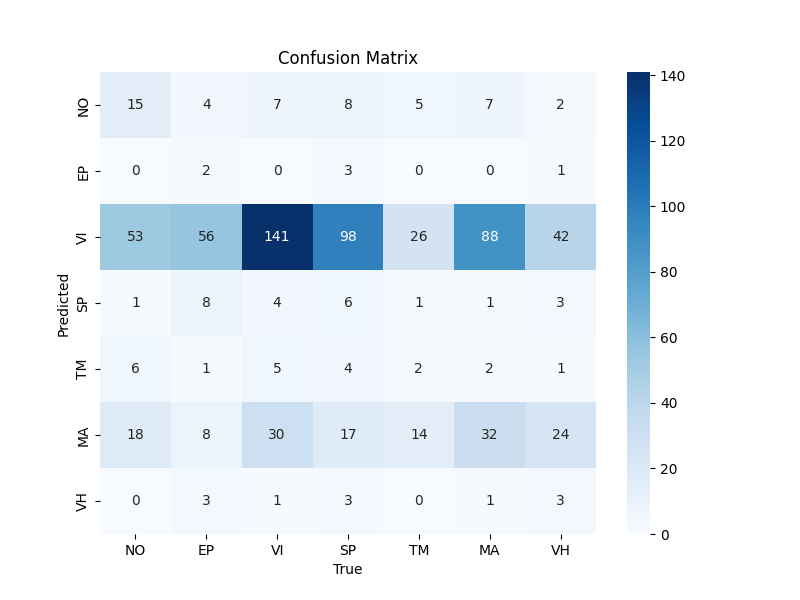 Confusion Matrix
NO 15 4 7 8 5 7 2
EP 0 2 0 3 0 0 1
VI 53 56 141 98 26 88 42
SP 1 8 4 6 1 1 3
TM 6 1 5 4 2 2 1
MA 18 8 30 17 14 32 24
VH 0 3 1 3 0 1 3
NO EP VI SP TM MA VH
True
Predicted
140
120
100
80
60
40
20
0